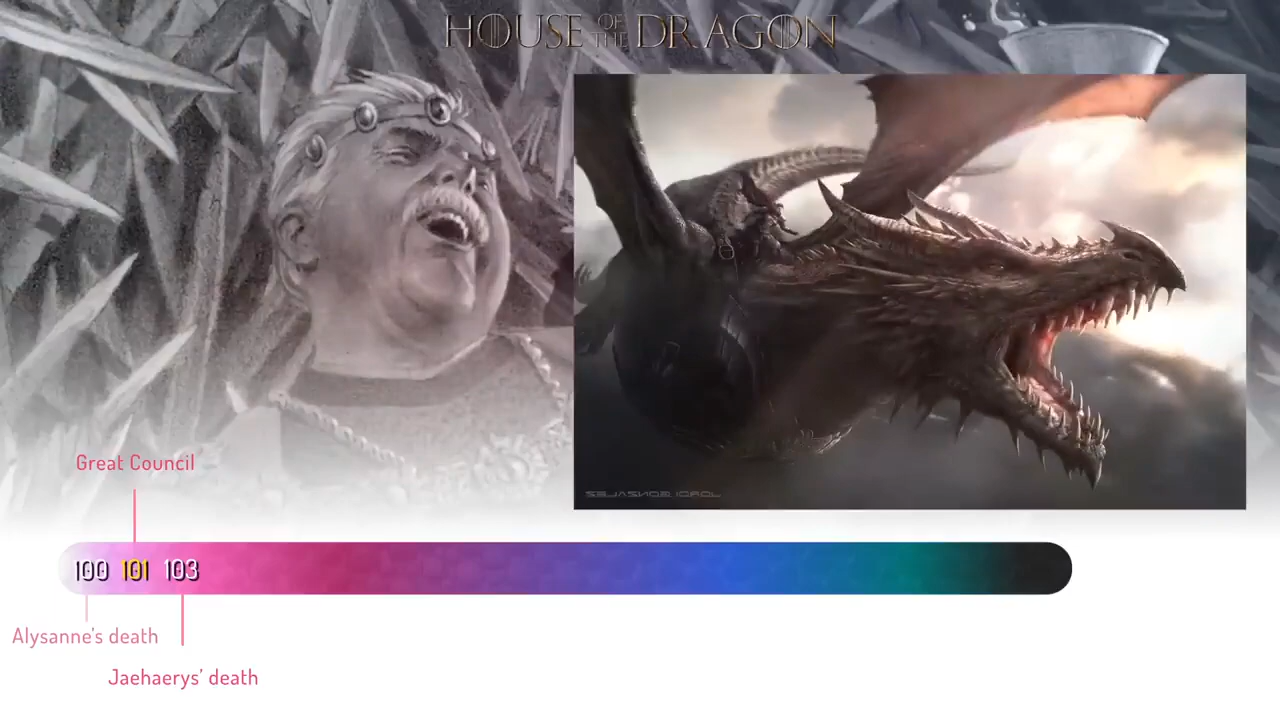 HOUSE OF THE DRAGON
Great Council
100 101 103
Alysanne's death
Jaehaerys' death